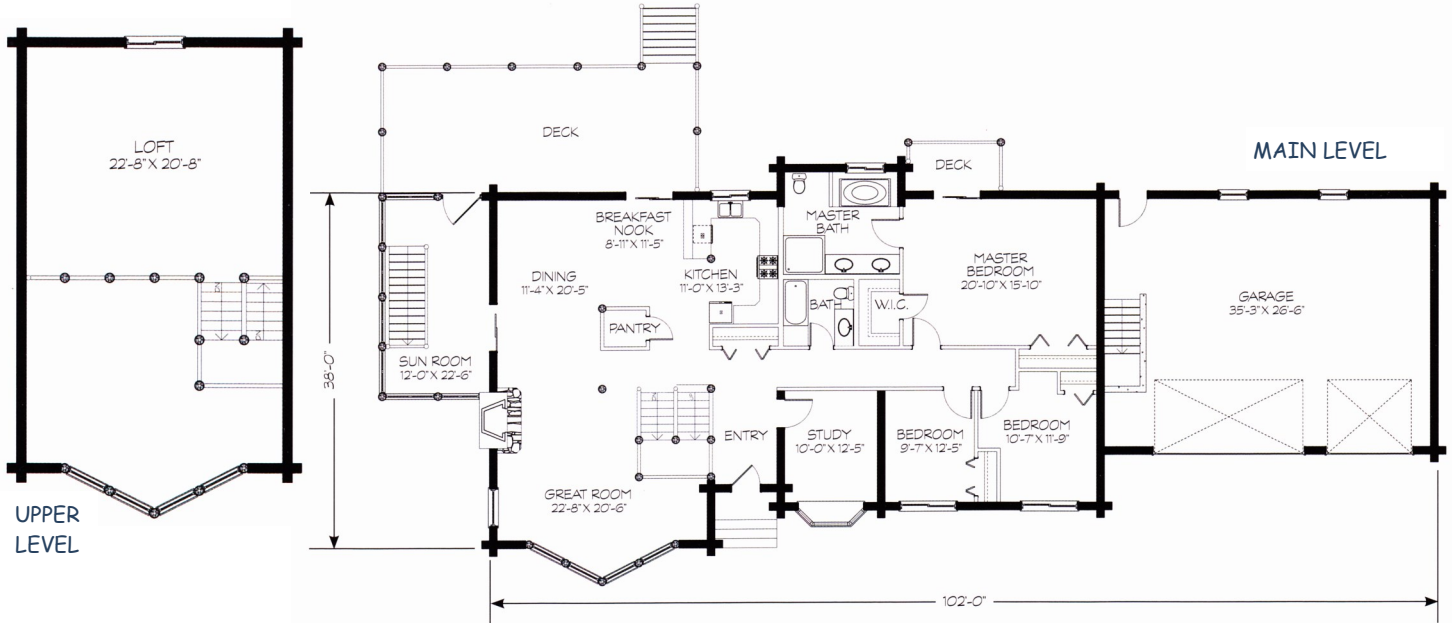 LOFT
22'-8" X 20'-8"
UPPER
LEVEL
MAIN LEVEL
DECK
DECK
BREAKFAST
NOOK
8'-11" X 11'-5"
MASTER
BATH
DINING
11'-4" X 20'-5"
KITCHEN
11'-0" X 13'-3"
MASTER
BEDROOM
20'-10" X 15'-10"
BATH
W.I.C.
GARAGE
35'-3" X 26'-6"
PANTRY
SUN ROOM
12'-0" X 22'-6"
38'-0"
ENTRY
STUDY
10'-0" X 12'-5"
BEDROOM
9'-7" X 12'-5"
BEDROOM
10'-7" X 11'-9"
GREAT ROOM
22'-8" X 20'-6"
102'-0"